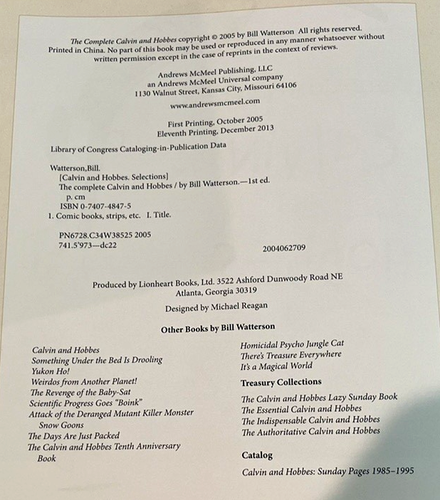 The Complete Calvin and Hobbes copyright © 2005 by Bill Watterson All rights reserved.
Printed in China. No part of this book may be used or reproduced in any manner whatsoever without
written permission except in the case of reprints in the context of reviews.
Andrews McMeel Publishing, LLC
an Andrews McMeel Universal company
1130 Walnut Street, Kansas City, Missouri 64106
www.andrewsmcmeel.com
First Printing, October 2005
Eleventh Printing, December 2013
Library of Congress Cataloging-in-Publication Data
Watterson,Bill.
[Calvin and Hobbes. Selections]
The complete Calvin and Hobbes / by Bill Watterson.—1st ed.
p. cm
ISBN 0-7407-4847-5
1. Comic books, strips, etc. I. Title.
PN6728.C34W38525 2005
741.5'973—dc22
2004062709
Produced by Lionheart Books, Ltd. 3522 Ashford Dunwoody Road NE
Atlanta, Georgia 30319
Designed by Michael Reagan
Other Books by Bill Watterson
Calvin and Hobbes
Something Under the Bed Is Drooling
Yukon Ho!
Weirdos from Another Planet!
The Revenge of the Baby-Sat
Scientific Progress Goes "Boink"
Attack of the Deranged Mutant Killer Monster
Snow Goons
The Days Are Just Packed
The Calvin and Hobbes Tenth Anniversary
Book
Homicidal Psycho Jungle Cat
There's Treasure Everywhere
It's a Magical World
Treasury Collections
The Calvin and Hobbes Lazy Sunday Book
The Essential Calvin and Hobbes
The Indispensable Calvin and Hobbes
The Authoritative Calvin and Hobbes
Catalog
Calvin and Hobbes: Sunday Pages 1985–1995